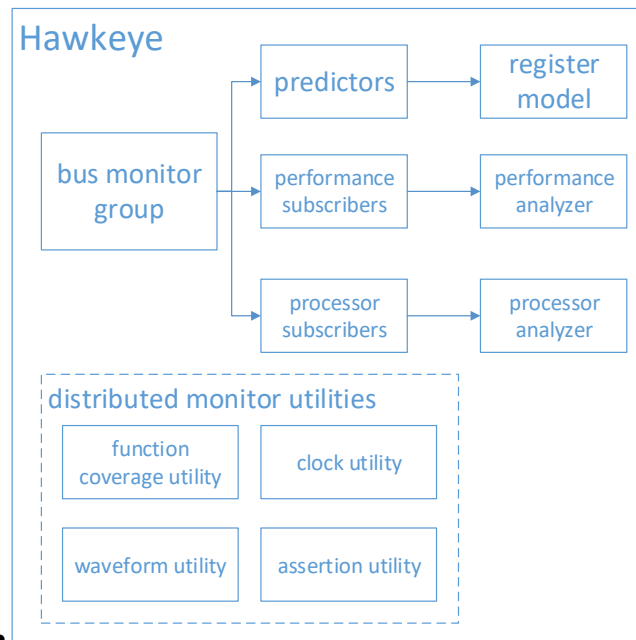 Hawkeye
predictors
register
model
bus monitor
group
performance
subscribers
performance
analyzer
processor
subscribers
processor
analyzer
distributed monitor utilities
function
coverage utility
clock utility
waveform utility
assertion utility